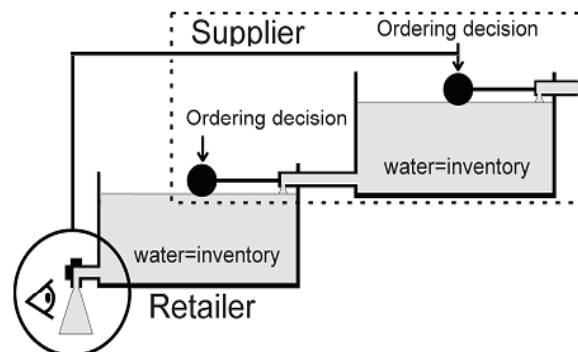 Supplier
Ordering decision
Ordering decision
water=inventory
water=inventory
Retailer